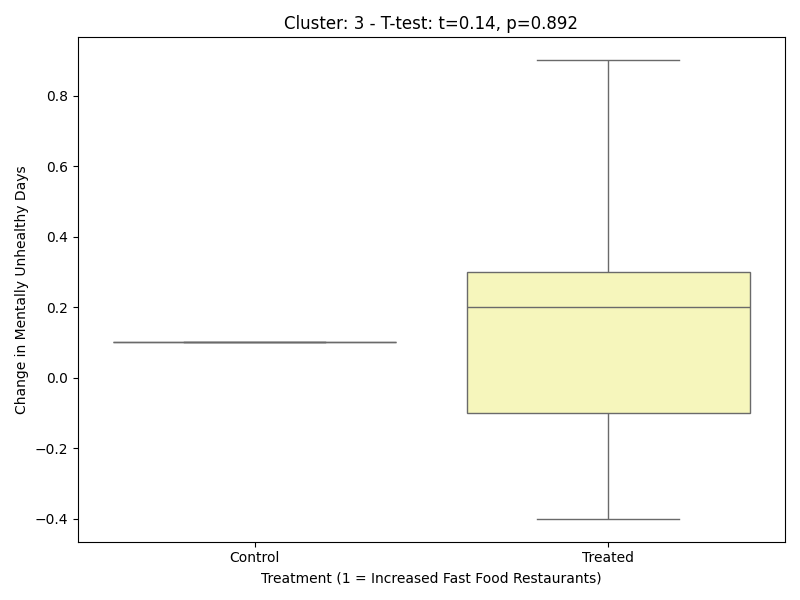 Cluster: 3 - T-test: t=0.14, p=0.892
Change in Mentally Unhealthy Days
0.8
0.6
0.4
0.2
0.0
−0.2
−0.4
Control
Treated
Treatment (1 = Increased Fast Food Restaurants)